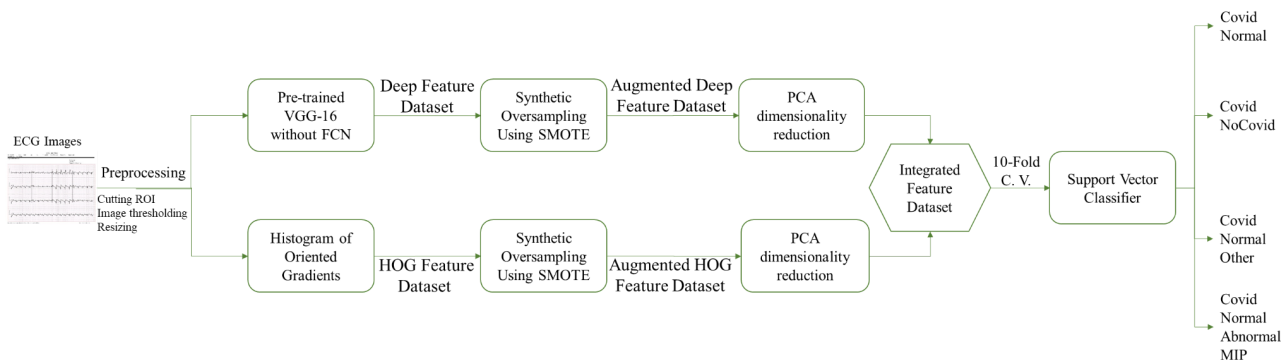 ECG Images
Preprocessing
Cutting ROI
Image thresholding
Resizing
Pre-trained
VGG-16
without FCN
Deep Feature
Dataset
Synthetic
Oversampling
Using SMOTE
Augmented Deep
Feature Dataset
PCA
dimensionality
reduction
Histogram of
Oriented
Gradients
HOG Feature
Dataset
Synthetic
Oversampling
Using SMOTE
Augmented HOG
Feature Dataset
PCA
dimensionality
reduction
Integrated
Feature
Dataset
10-Fold
C. V.
Support Vector
Classifier
Covid
Normal
Covid
NoCovid
Covid
Normal
Other
Covid
Normal
Abnormal
MIP